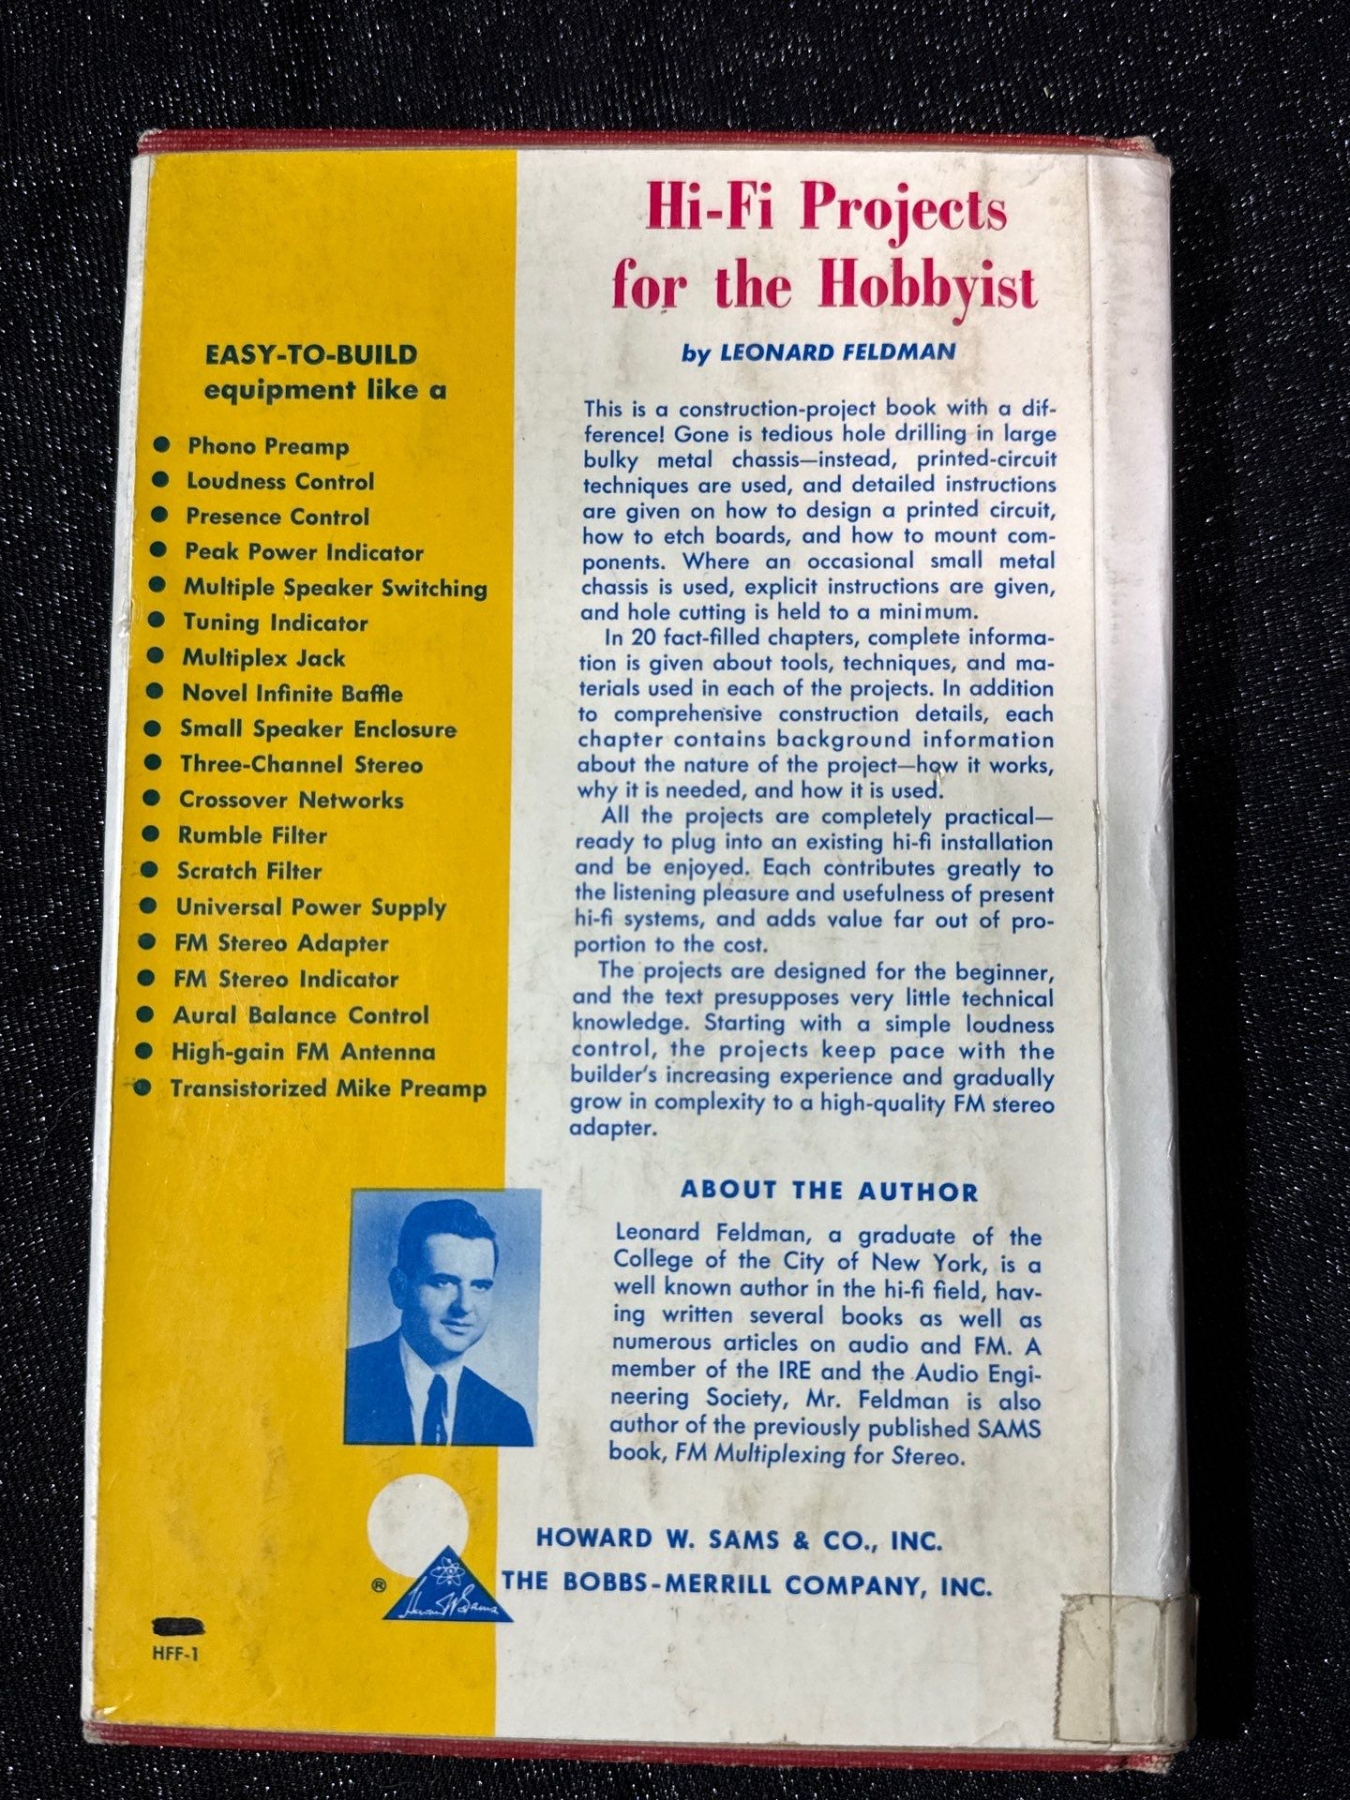 EASY-TO-BUILD
equipment like a
● Phono Preamp
● Loudness Control
● Presence Control
● Peak Power Indicator
● Multiple Speaker Switching
● Tuning Indicator
● Multiplex Jack
● Novel Infinite Baffle
● Small Speaker Enclosure
● Three-Channel Stereo
● Crossover Networks
● Rumble Filter
● Scratch Filter
● Universal Power Supply
● FM Stereo Adapter
● FM Stereo Indicator
● Aural Balance Control
● High-gain FM Antenna
● Transistorized Mike Preamp
Hi-Fi Projects
for the Hobbyist
by LEONARD FELDMAN
This is a construction-project book with a dif-
ference! Gone is tedious hole drilling in large
bulky metal chassis—instead, printed-circuit
techniques are used, and detailed instructions
are given on how to design a printed circuit,
how to etch boards, and how to mount com-
ponents. Where an occasional small metal
chassis is used, explicit instructions are given,
and hole cutting is held to a minimum.
In 20 fact-filled chapters, complete informa-
tion is given about tools, techniques, and ma-
terials used in each of the projects. In addition
to comprehensive construction details, each
chapter contains background information
about the nature of the project—how it works,
why it is needed, and how it is used.
All the projects are completely practical—
ready to plug into an existing hi-fi installation
and be enjoyed. Each contributes greatly to
the listening pleasure and usefulness of present
hi-fi systems, and adds value far out of pro-
portion to the cost.
The projects are designed for the beginner,
and the text presupposes very little technical
knowledge. Starting with a simple loudness
control, the projects keep pace with the
builder's increasing experience and gradually
grow in complexity to a high-quality FM stereo
adapter.
ABOUT THE AUTHOR
Leonard Feldman, a graduate of the
College of the City of New York, is a
well known author in the hi-fi field, hav-
ing written several books as well as
numerous articles on audio and FM. A
member of the IRE and the Audio Engi-
neering Society, Mr. Feldman is also
author of the previously published SAMS
book, FM Multiplexing for Stereo.
HOWARD W. SAMS & CO., INC.
THE BOBBS-MERRILL COMPANY, INC.
®
Howard W. Sams
HFF-1